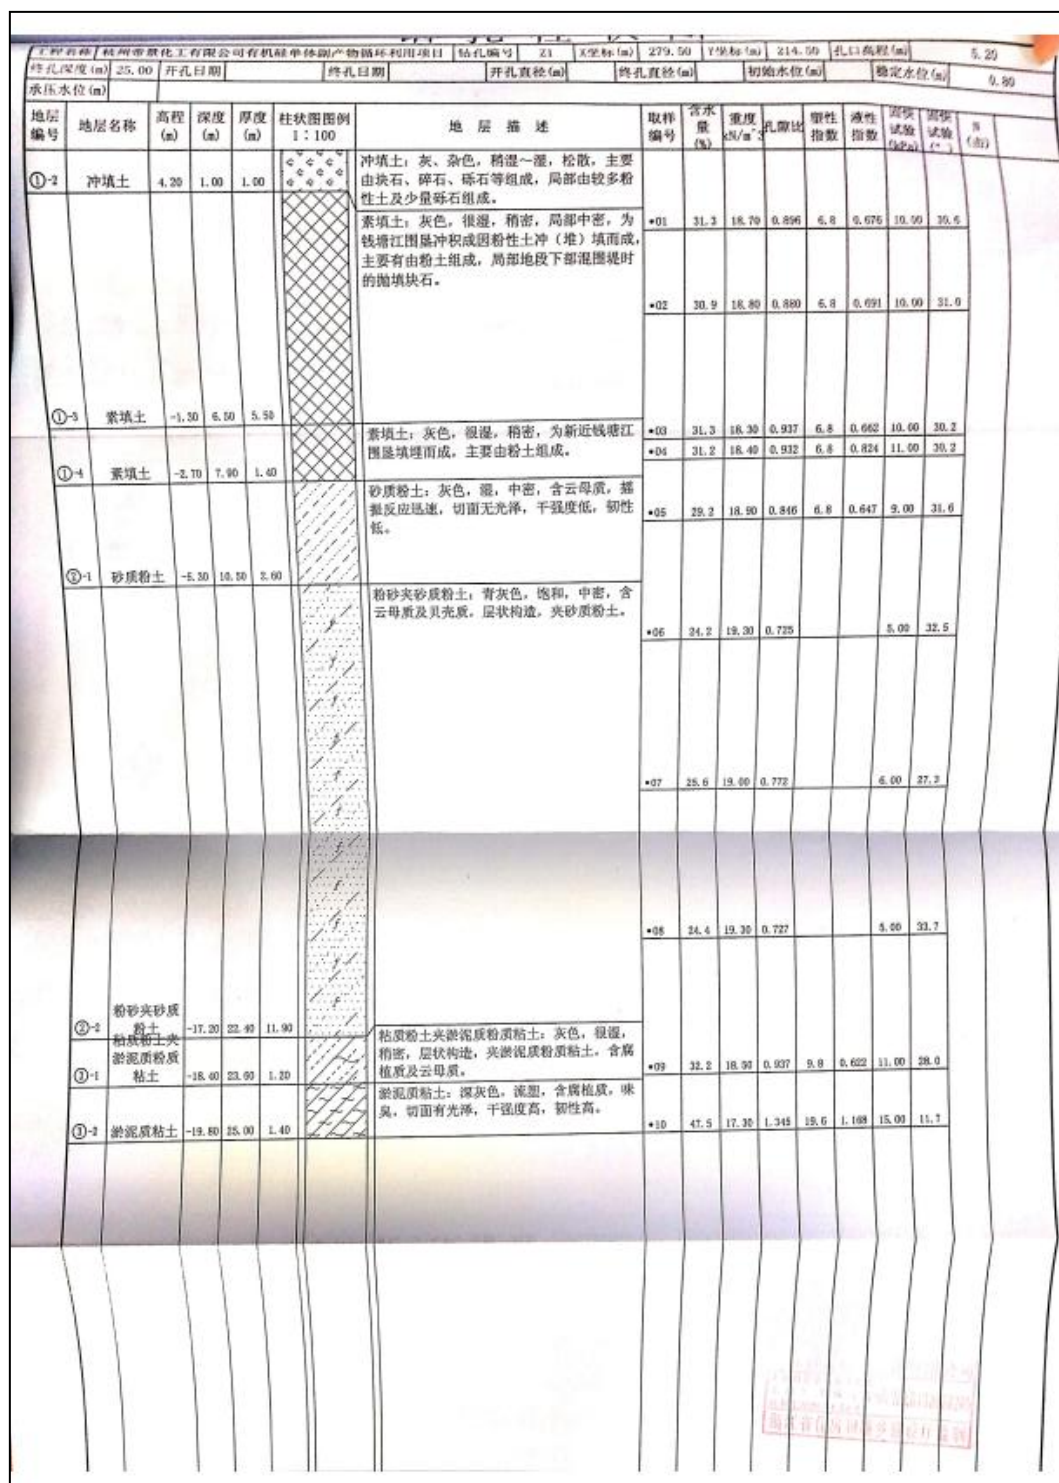 工程名称 杭州帝景化工有限公司有机硅单体副产物循环利用项目 钻孔编号 Z1 X坐标(m) 279.50 Y坐标(m) 214.50 孔口高程(m) 5.20
终孔深度(m) 25.00 开孔日期 终孔日期 开孔直径(m) 终孔直径(m) 初始水位(m) 稳定水位(m) 0.80
承压水位(m)
地层编号 地层名称 高程(m) 深度(m) 厚度(m) 柱状图图例 1:100 地 层 描 述 取样编号 含水量(%) 重度 kN/m^3 孔隙比 塑性指数 液性指数 固快试验(kPa) 固快试验(°) N(击)
①-2 冲填土 4.20 1.00 1.00
冲填土：灰、杂色，稍湿～湿，松散，主要
由块石、碎石、砾石等组成，局部由较多粉
性土及少量砾石组成。
素填土：灰色，很湿，稍密，局部中密，为
钱塘江围垦冲积成因粉性土冲（堆）填而成，
主要有由粉土组成，局部地段下部混围堤时
的抛填块石。
•01 31.3 18.70 0.896 6.8 0.676 10.00 30.6
•02 30.9 18.80 0.880 6.8 0.691 10.00 31.0
①-3 素填土 -1.30 6.50 5.50
素填土：灰色，很湿，稍密，为新近钱塘江
围垦填埋而成，主要由粉土组成。
•03 31.3 18.30 0.937 6.8 0.662 10.00 30.2
•04 31.2 18.40 0.932 6.8 0.824 11.00 30.2
①-4 素填土 -2.70 7.90 1.40
砂质粉土：灰色，湿，中密，含云母质，摇
振反应迅速，切面无光泽，干强度低，韧性
低。
•05 29.2 18.90 0.846 6.8 0.647 9.00 31.6
②-1 砂质粉土 -5.30 10.50 2.60
粉砂夹砂质粉土：青灰色，饱和，中密，含
云母质及贝壳质，层状构造，夹砂质粉土。
•06 24.2 19.30 0.725 5.00 32.5
•07 25.6 19.00 0.772 6.00 27.3
•08 24.4 19.30 0.727 5.00 33.7
②-2 粉砂夹砂质粉土 -17.20 22.40 11.90
粘质粉土夹淤泥质粉质粘土：灰色，很湿，
稍密，层状构造，夹淤泥质粉质粘土，含腐
植质及云母质。
③-1 粘质粉土夹淤泥质粉质粘土 -18.40 23.60 1.20
•09 32.2 18.50 0.937 9.8 0.622 11.00 28.0
淤泥质粘土：深灰色，流塑，含腐植质，味
臭，切面有光泽，干强度高，韧性高。
③-2 淤泥质粘土 -19.80 25.00 1.40
•10 47.5 17.30 1.345 19.6 1.168 15.00 11.7